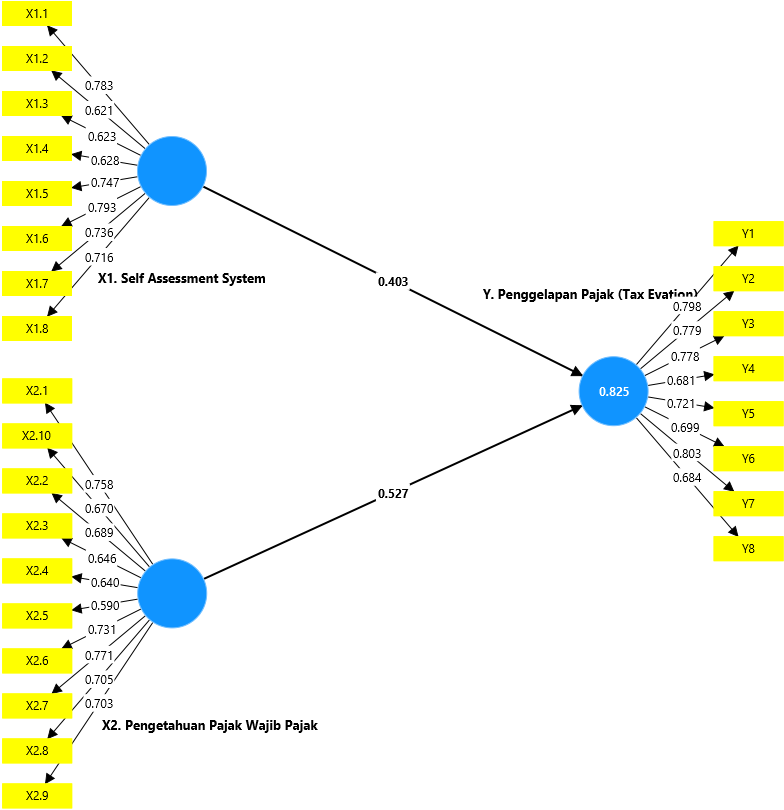 X1.1
X1.2
X1.3
X1.4
X1.5
X1.6
X1.7
X1.8
0.783
0.621
0.623
0.628
0.747
0.793
0.736
0.716
X1. Self Assessment System
0.403
X2.1
X2.10
X2.2
X2.3
X2.4
X2.5
X2.6
X2.7
X2.8
X2.9
0.758
0.670
0.689
0.646
0.640
0.590
0.731
0.771
0.705
0.703
X2. Pengetahuan Pajak Wajib Pajak
0.527
Y. Penggelapan Pajak (Tax Evation)
0.825
0.798
0.779
0.778
0.681
0.721
0.699
0.803
0.684
Y1
Y2
Y3
Y4
Y5
Y6
Y7
Y8